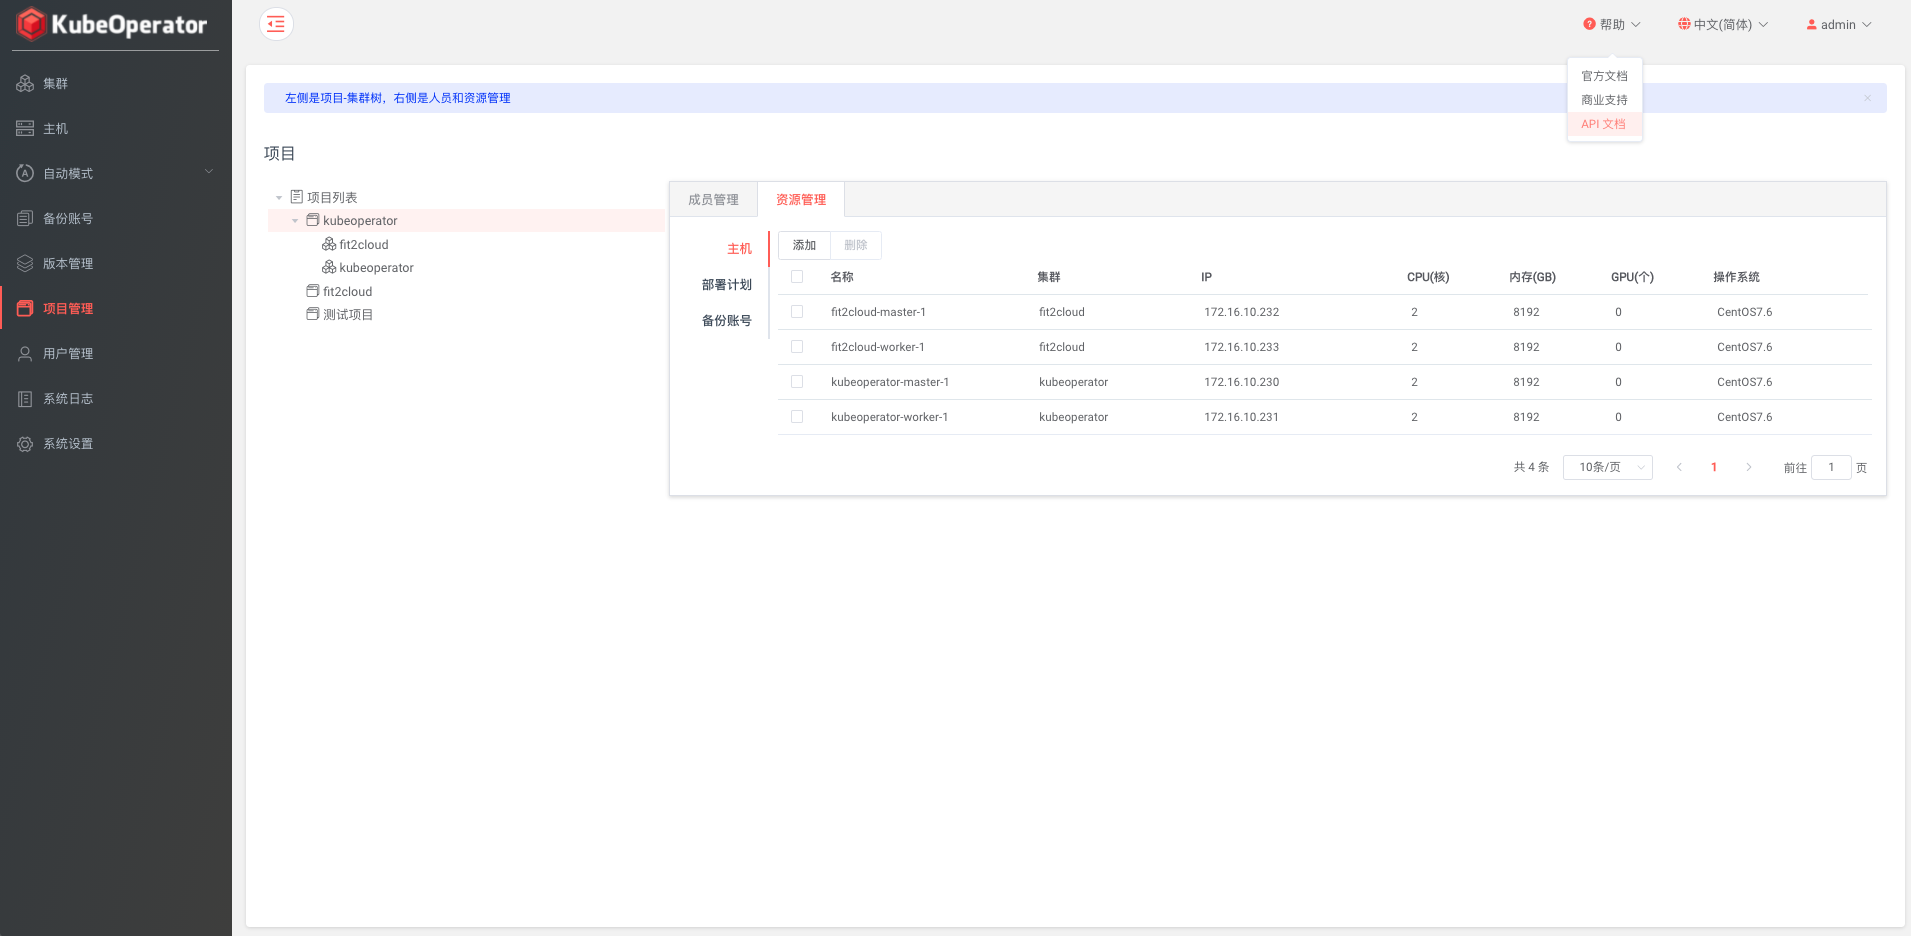 KubeOperator
帮助
中文(简体)
admin
官方文档
商业支持
API 文档
集群
主机
自动模式
备份账号
版本管理
项目管理
用户管理
系统日志
系统设置
左侧是项目-集群树，右侧是人员和资源管理
项目
项目列表
kubeoperator
fit2cloud
kubeoperator
fit2cloud
测试项目
成员管理 资源管理
主机
部署计划
备份账号
添加 删除
名称 集群 IP CPU(核) 内存(GB) GPU(个) 操作系统
fit2cloud-master-1 fit2cloud 172.16.10.232 2 8192 0 CentOS7.6
fit2cloud-worker-1 fit2cloud 172.16.10.233 2 8192 0 CentOS7.6
kubeoperator-master-1 kubeoperator 172.16.10.230 2 8192 0 CentOS7.6
kubeoperator-worker-1 kubeoperator 172.16.10.231 2 8192 0 CentOS7.6
共 4 条 10条/页 1 前往 1 页